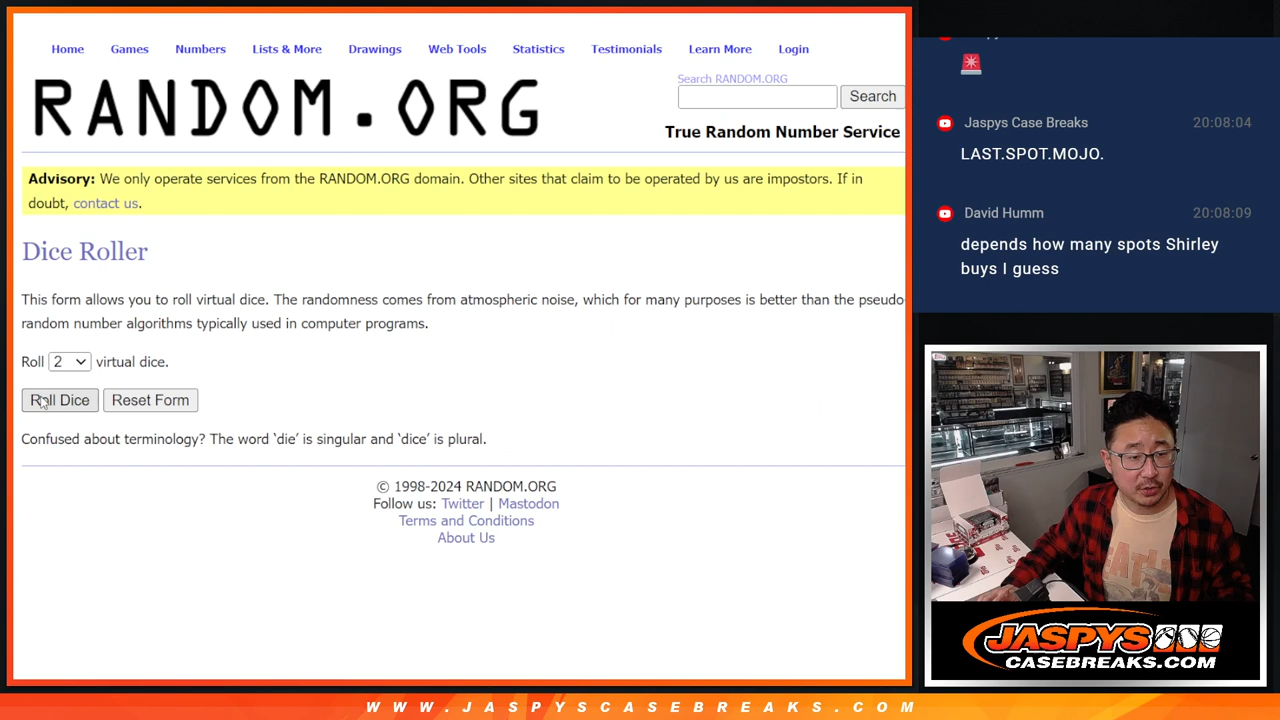 Home Games Numbers Lists & More Drawings Web Tools Statistics Testimonials Learn More Login
RANDOM.ORG
Search RANDOM.ORG
Search
True Random Number Service
Advisory: We only operate services from the RANDOM.ORG domain. Other sites that claim to be operated by us are impostors. If in
doubt, contact us.
Dice Roller
This form allows you to roll virtual dice. The randomness comes from atmospheric noise, which for many purposes is better than the pseudo-
random number algorithms typically used in computer programs.
Roll 2 virtual dice.
Roll Dice Reset Form
Confused about terminology? The word ‘die’ is singular and ‘dice’ is plural.
© 1998-2024 RANDOM.ORG
Follow us: Twitter | Mastodon
Terms and Conditions
About Us
Jaspys Case Breaks 20:08:04
LAST.SPOT.MOJO.
David Humm 20:08:09
depends how many spots Shirley
buys I guess
JASPYS
CASEBREAKS.COM
WWW.JASPYSCASEBREAKS.COM